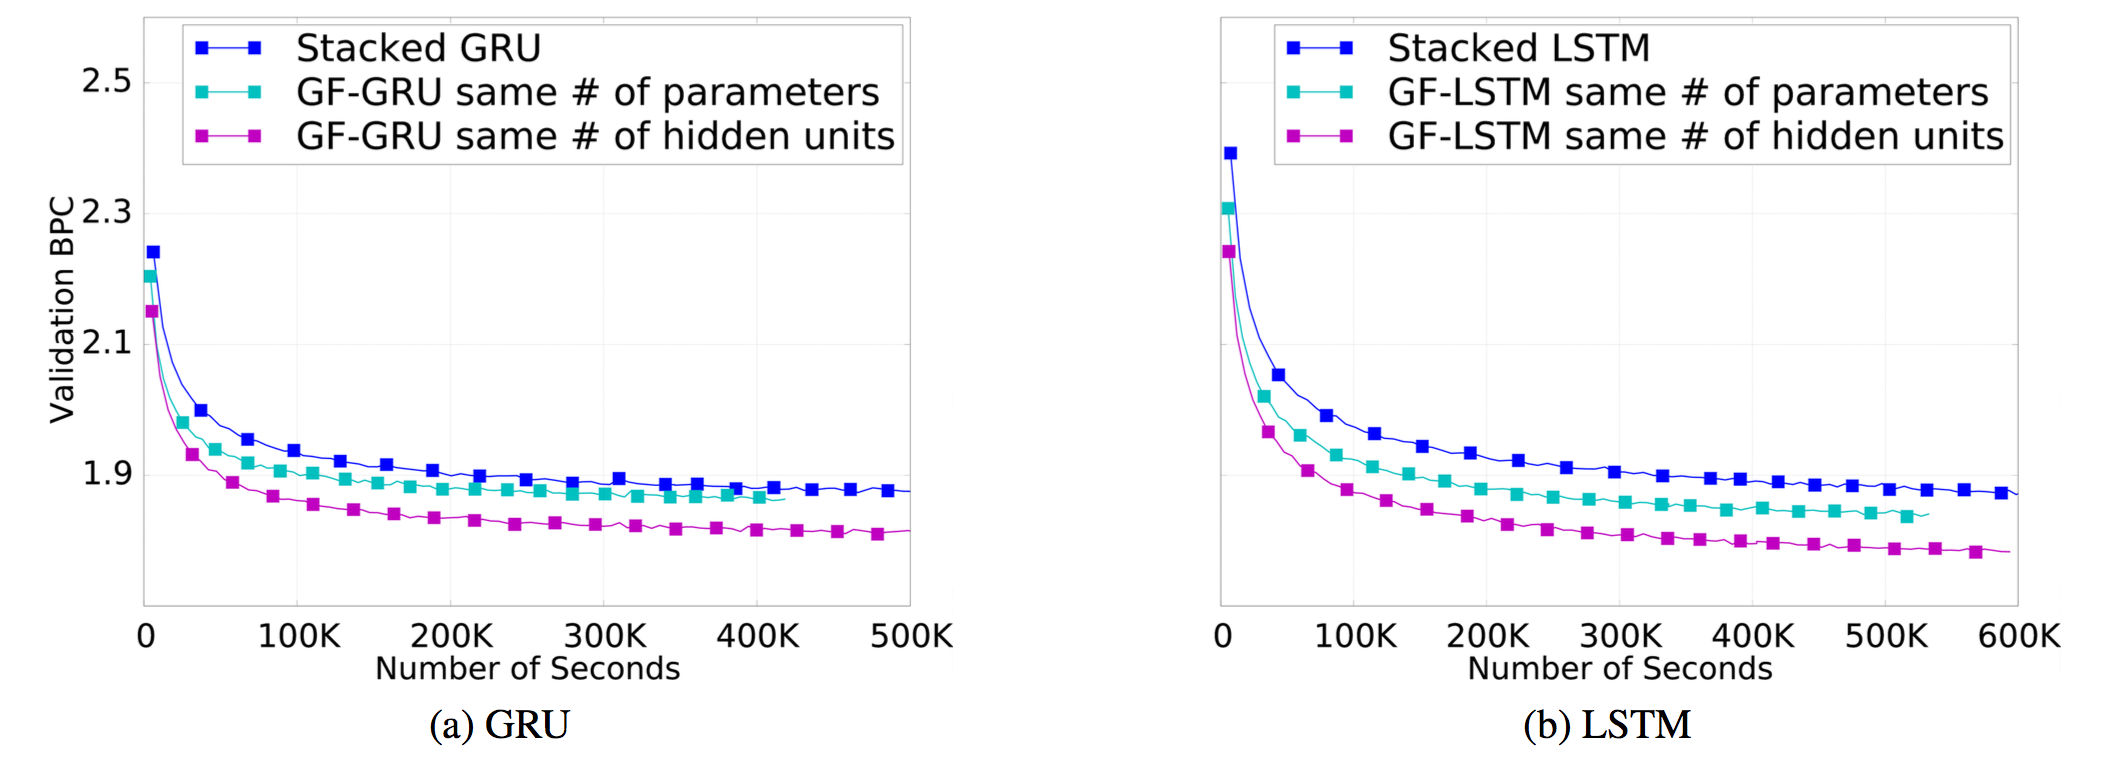 Stacked GRU
GF-GRU same # of parameters
GF-GRU same # of hidden units
Validation BPC
2.5
2.3
2.1
1.9
0 100K 200K 300K 400K 500K
Number of Seconds
(a) GRU
Stacked LSTM
GF-LSTM same # of parameters
GF-LSTM same # of hidden units
0 100K 200K 300K 400K 500K 600K
Number of Seconds
(b) LSTM